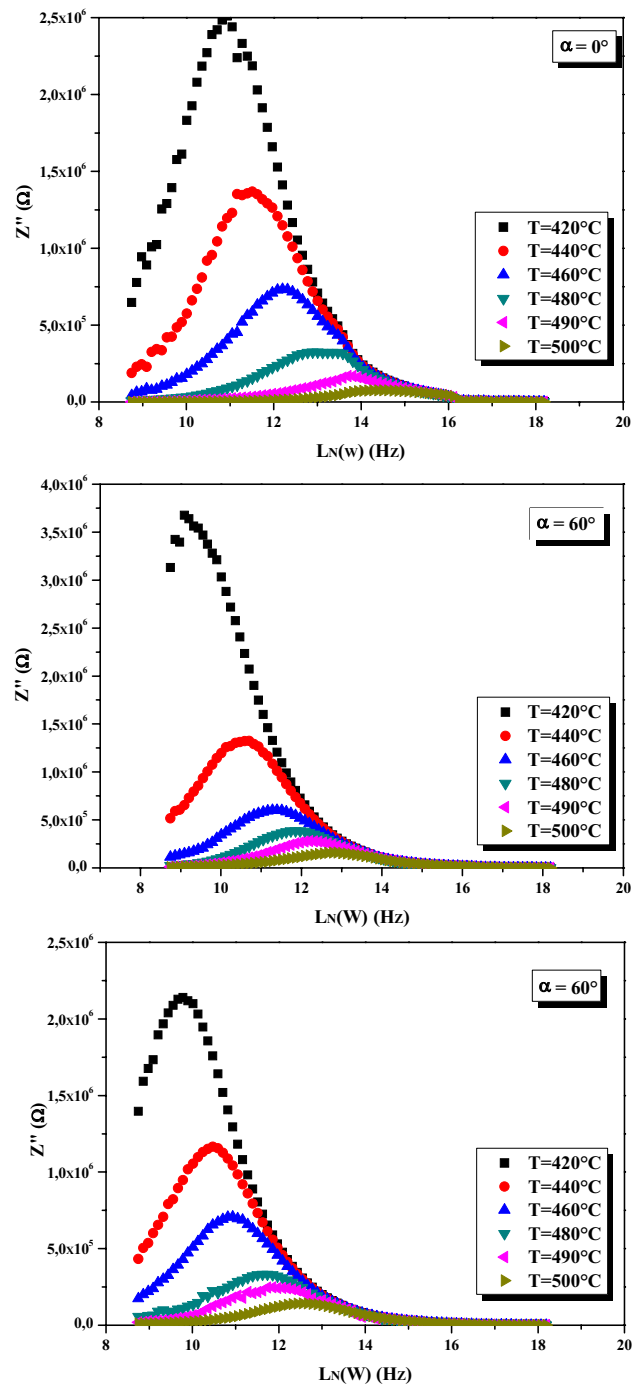 2,5x10⁶
2,0x10⁶
1,5x10⁶
1,0x10⁶
5,0x10⁵
0,0
Z'' (Ω)
α = 0°
T=420°C
T=440°C
T=460°C
T=480°C
T=490°C
T=500°C
8 10 12 14 16 18 20
LN(W) (HZ)
4,0x10⁶
3,5x10⁶
3,0x10⁶
2,5x10⁶
2,0x10⁶
1,5x10⁶
1,0x10⁶
5,0x10⁵
0,0
Z'' (Ω)
α = 60°
T=420°C
T=440°C
T=460°C
T=480°C
T=490°C
T=500°C
8 10 12 14 16 18 20
LN(W) (HZ)
2,5x10⁶
2,0x10⁶
1,5x10⁶
1,0x10⁶
5,0x10⁵
0,0
Z'' (Ω)
α = 60°
T=420°C
T=440°C
T=460°C
T=480°C
T=490°C
T=500°C
8 10 12 14 16 18 20
LN(W) (HZ)